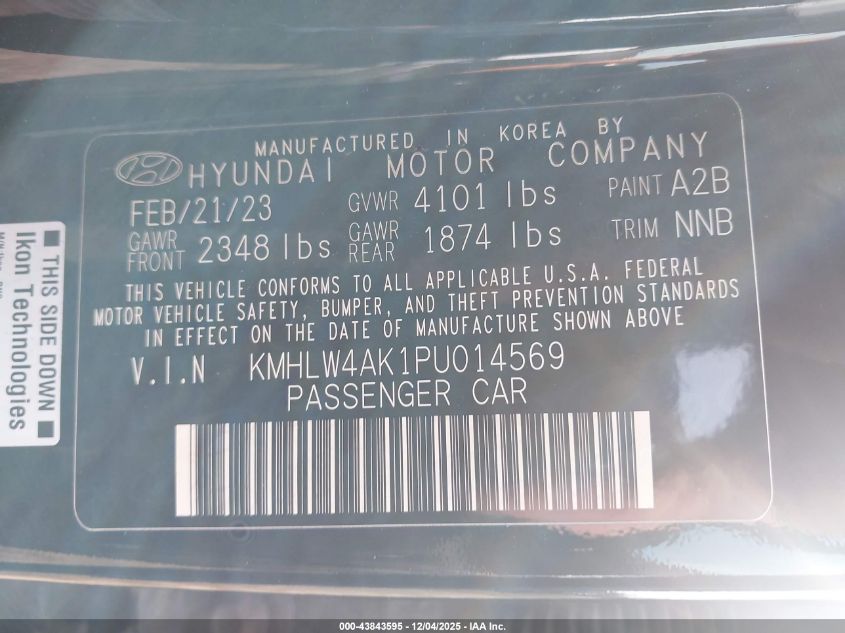 MANUFACTURED IN KOREA BY
HYUNDAI MOTOR COMPANY
FEB/21/23 GVWR 4101 lbs PAINT A2B
GAWR FRONT 2348 lbs GAWR REAR 1874 lbs TRIM NNB
THIS VEHICLE CONFORMS TO ALL APPLICABLE U.S.A. FEDERAL
MOTOR VEHICLE SAFETY, BUMPER, AND THEFT PREVENTION STANDARDS
IN EFFECT ON THE DATE OF MANUFACTURE SHOWN ABOVE
V.I.N KMHLW4AK1PU014569
PASSENGER CAR
THIS SIDE DOWN
Ikon Technologies
000-43843595 - 12/04/2025 - IAA Inc.